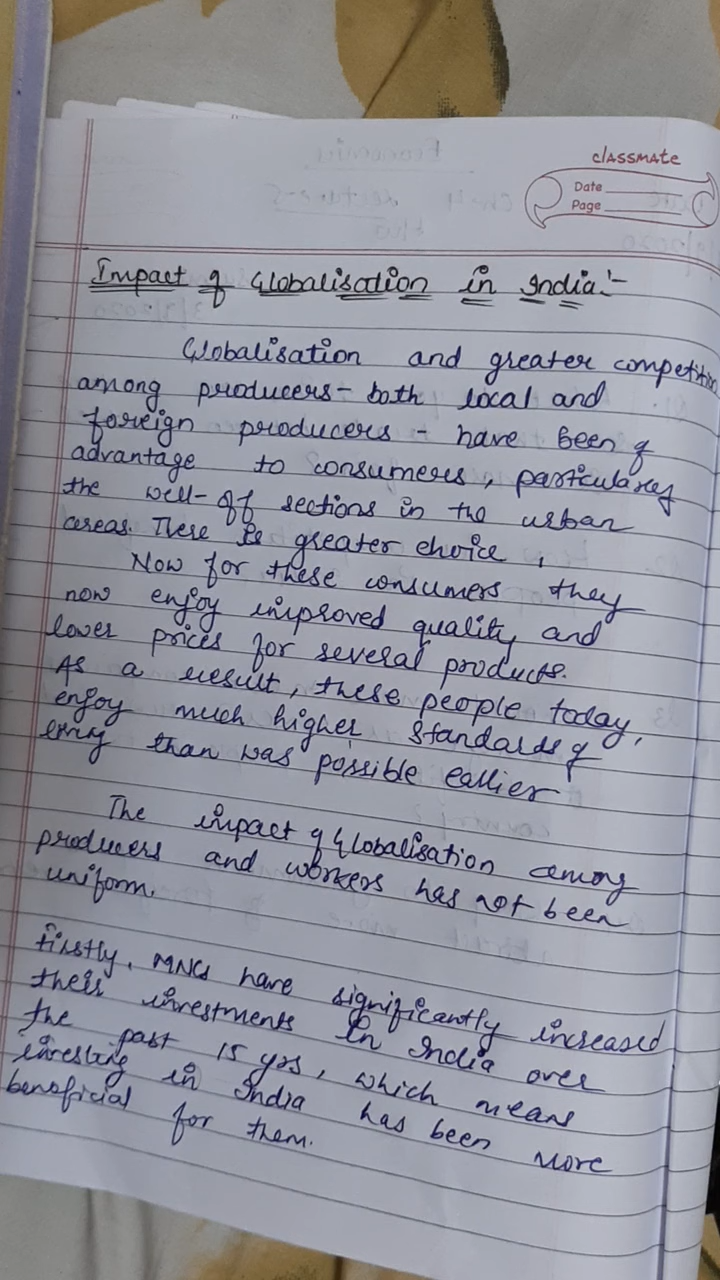 classmate
Date
Page
Impact of Globalisation in India:-
Globalisation and greater competition
among producers - both local and
foreign producers - have been of
advantage to consumers, particularly
the well-off sections in the urban
areas. There is greater choice,
Now for these consumers they
now enjoy improved quality and
lower prices for several products.
As a result, these people today,
enjoy much higher standards of
than was possible earlier
The impact of Globalisation among
producers and workers has not been
uniform.
firstly, MNCs have significantly increased
their investments in India over
the past 15 yrs, which means
investing in India has been more
beneficial for them.